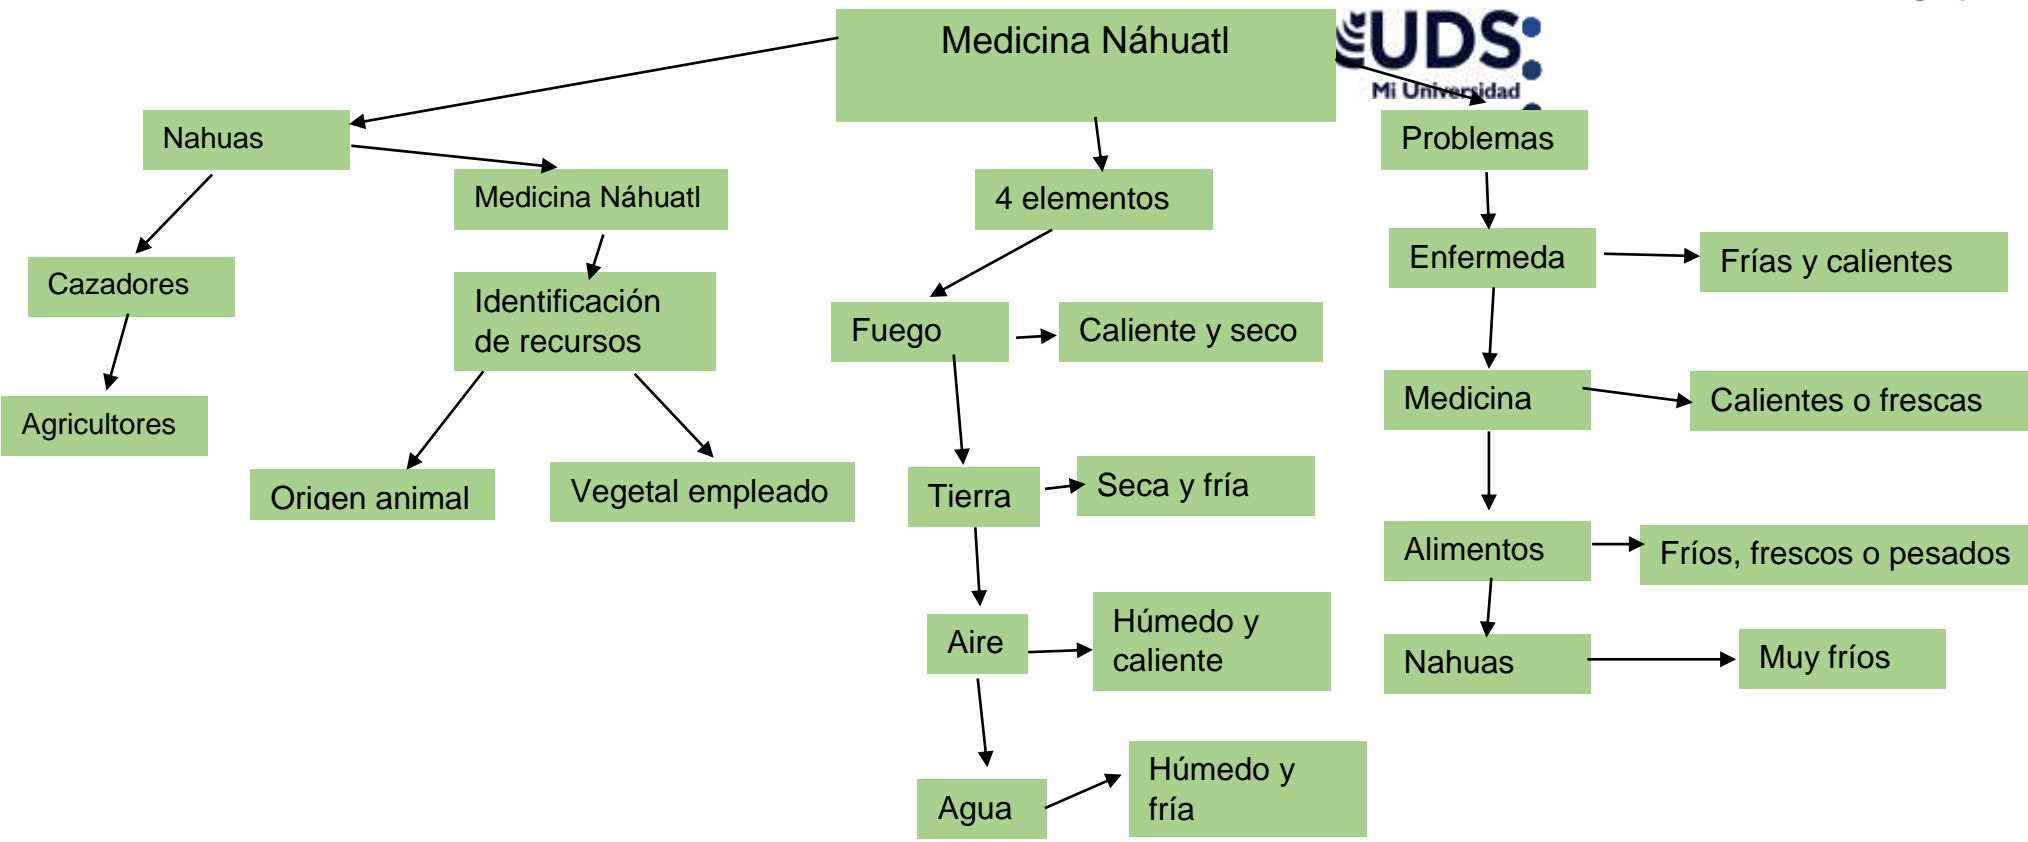 Medicina Náhuatl
UDS
Mi Universidad
Nahuas
Problemas
Medicina Náhuatl
4 elementos
Cazadores
Enfermeda
Frías y calientes
Identificación
de recursos
Fuego
Caliente y seco
Agricultores
Medicina
Calientes o frescas
Origen animal
Vegetal empleado
Tierra
Seca y fría
Alimentos
Fríos, frescos o pesados
Aire
Húmedo y
caliente
Nahuas
Muy fríos
Agua
Húmedo y
fría